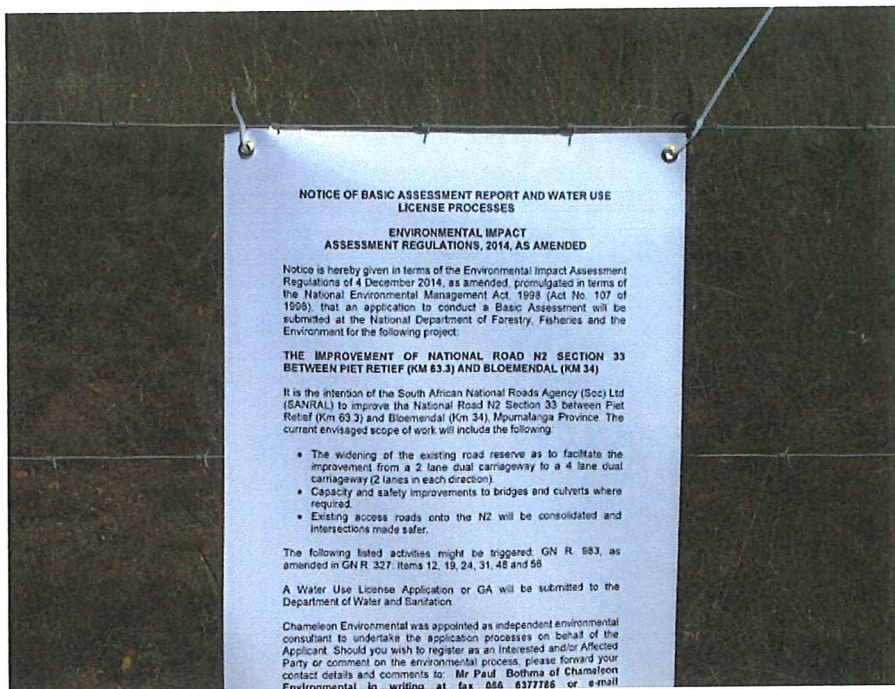 NOTICE OF BASIC ASSESSMENT REPORT AND WATER USE
LICENSE PROCESSES
ENVIRONMENTAL IMPACT
ASSESSMENT REGULATIONS, 2014, AS AMENDED
Notice is hereby given in terms of the Environmental Impact Assessment
Regulations of 4 December 2014, as amended, promulgated in terms of
the National Environmental Management Act, 1998 (Act No. 107 of
1998), that an application to conduct a Basic Assessment will be
submitted at the National Department of Forestry, Fisheries and the
Environment for the following project:
THE IMPROVEMENT OF NATIONAL ROAD N2 SECTION 33
BETWEEN PIET RETIEF (KM 63.3) AND BLOEMENDAL (KM 34)
It is the intention of the South African National Roads Agency (Soc) Ltd
(SANRAL) to improve the National Road N2 Section 33 between Piet
Retief (Km 63.3) and Bloemendal (Km 34), Mpumalanga Province. The
current envisaged scope of work will include the following:
• The widening of the existing road reserve as to facilitate the
improvement from a 2 lane dual carriageway to a 4 lane dual
carriageway (2 lanes in each direction).
• Capacity and safety improvements to bridges and culverts where
required.
• Existing access roads onto the N2 will be consolidated and
intersections made safer.
The following listed activities might be triggered: GN R. 983, as
amended in GN R. 327: Items 12, 19, 24, 31, 48 and 56
A Water Use License Application or GA will be submitted to the
Department of Water and Sanitation
Chameleon Environmental was appointed as independent environmental
consultant to undertake the application processes on behalf of the
Applicant. Should you wish to register as an Interested and/or Affected
Party or comment on the environmental process, please forward your
contact details and comments to: Mr Paul Bothma of Chameleon
Environmental in writing at fax 086 6377786 or e-mail